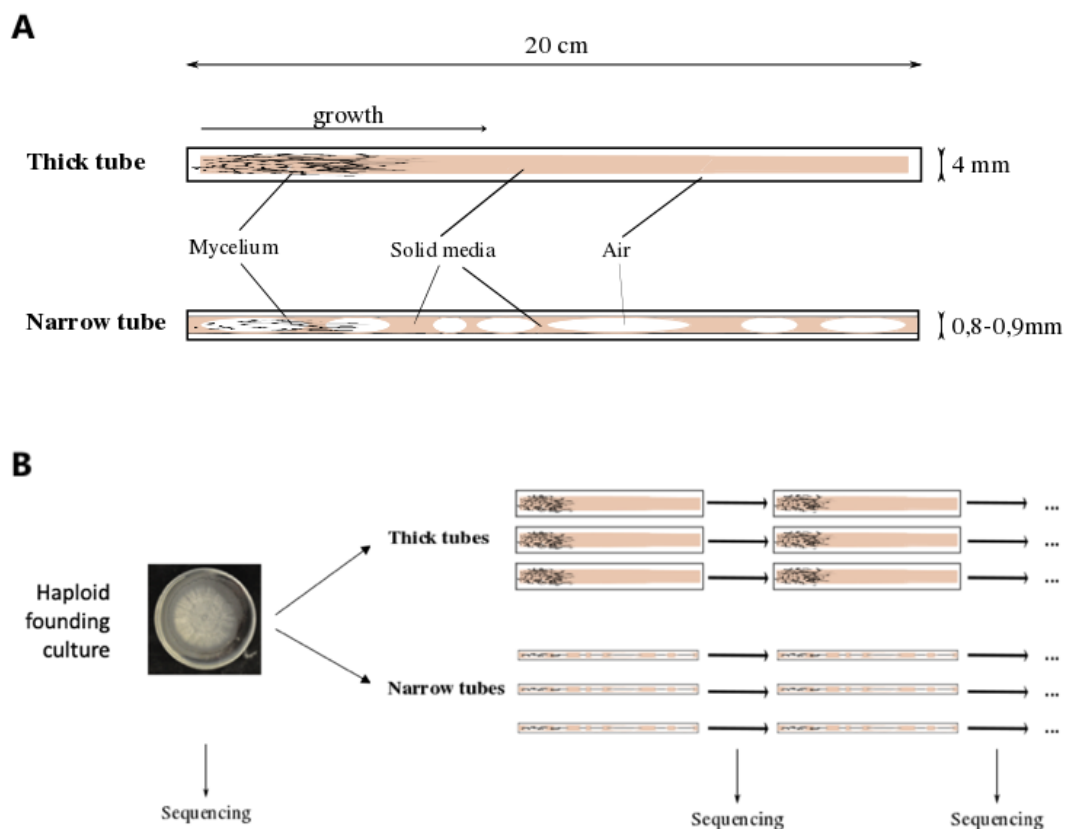 A
20 cm
growth
Thick tube
4 mm
Mycelium
Solid media
Air
Narrow tube
0,8-0,9mm
B
Thick tubes
...
...
...
Haploid
founding
culture
Narrow tubes
...
...
...
Sequencing
Sequencing
Sequencing